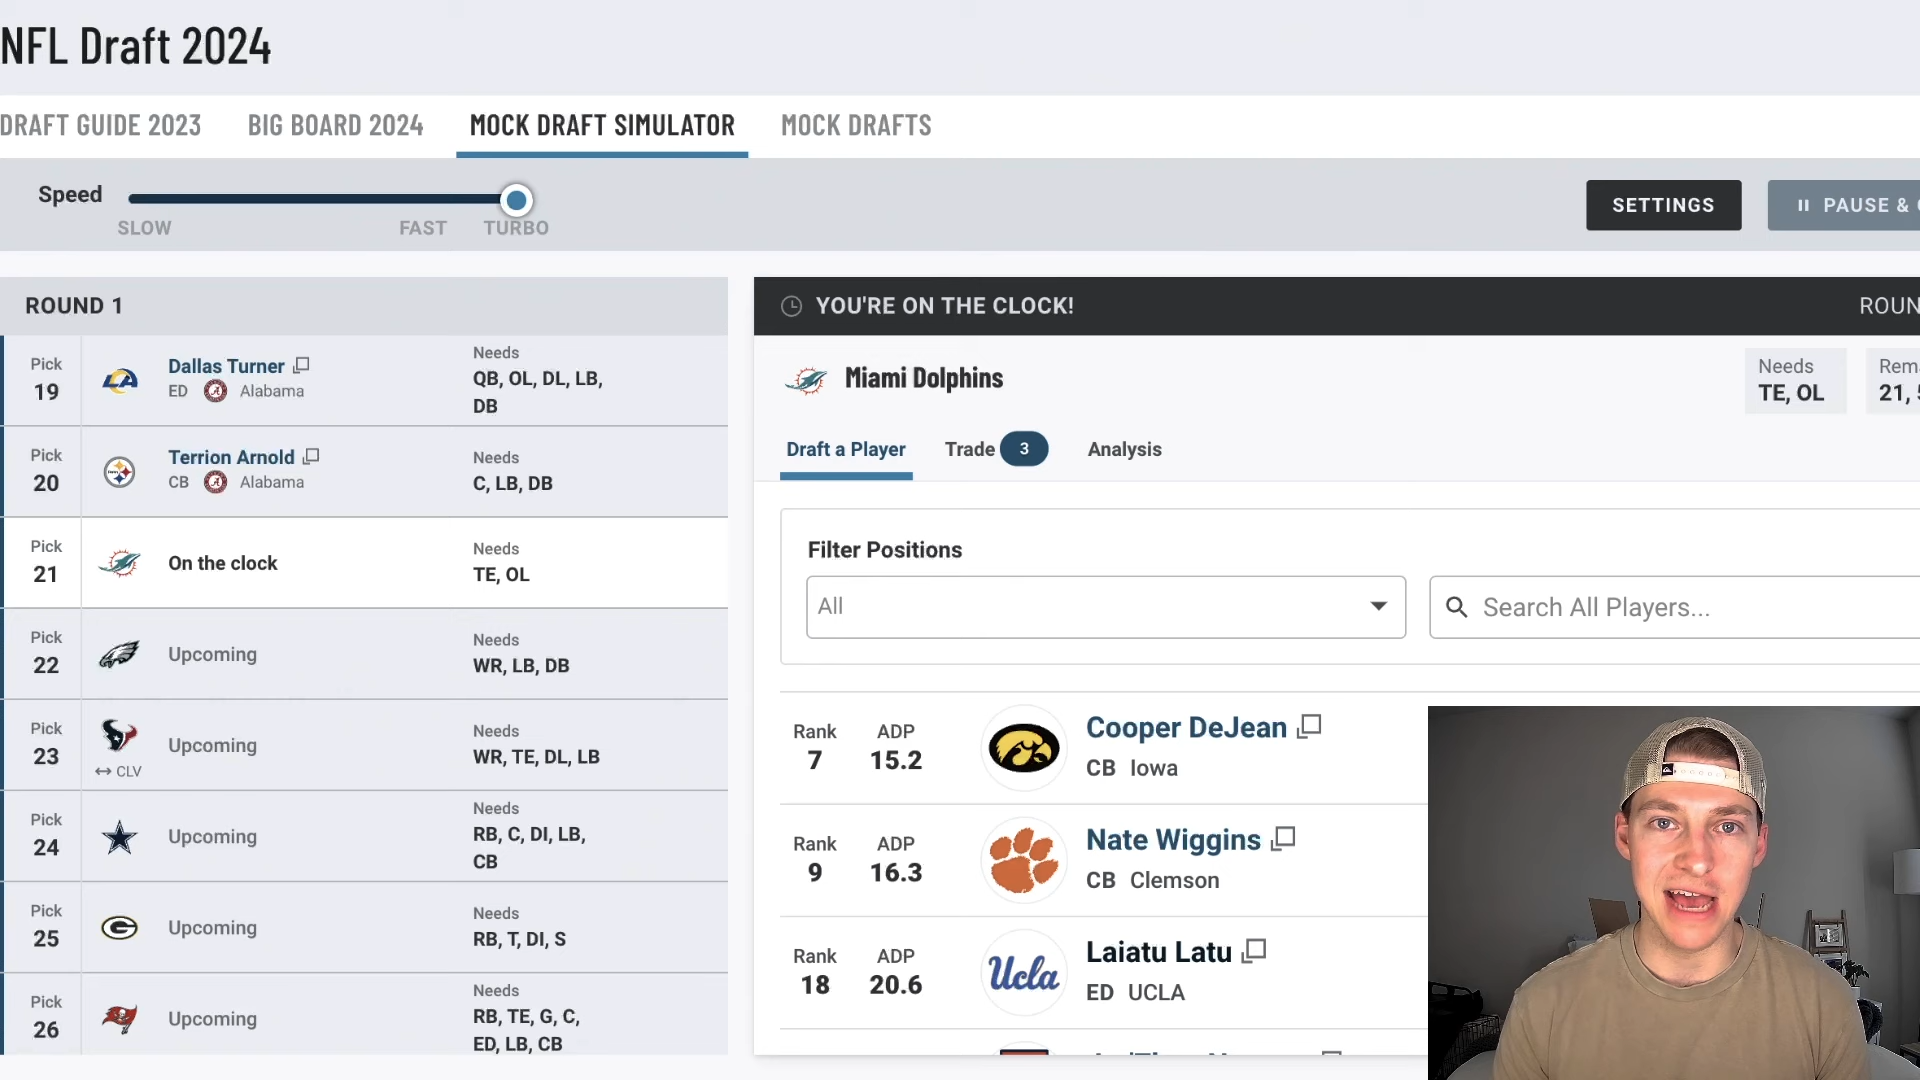 NFL Draft 2024
DRAFT GUIDE 2023 BIG BOARD 2024 MOCK DRAFT SIMULATOR MOCK DRAFTS
Speed
SLOW FAST TURBO
SETTINGS
PAUSE &
ROUND 1
Pick 19
Dallas Turner
ED Alabama
Needs
QB, OL, DL, LB,
DB
Pick 20
Terrion Arnold
CB Alabama
Needs
C, LB, DB
Pick 21
On the clock
Needs
TE, OL
Pick 22
Upcoming
Needs
WR, LB, DB
Pick 23
CLV
Upcoming
Needs
WR, TE, DL, LB
Pick 24
Upcoming
Needs
RB, C, DI, LB,
CB
Pick 25
Upcoming
Needs
RB, T, DI, S
Pick 26
Upcoming
Needs
RB, TE, G, C,
ED, LB, CB
YOU'RE ON THE CLOCK!
ROUN
Miami Dolphins
Needs
TE, OL
Rema
21, 5
Draft a Player Trade 3 Analysis
Filter Positions
All
Search All Players...
Rank 7
ADP 15.2
Cooper DeJean
CB Iowa
Rank 9
ADP 16.3
Nate Wiggins
CB Clemson
Rank 18
ADP 20.6
Ucla
Laiatu Latu
ED UCLA